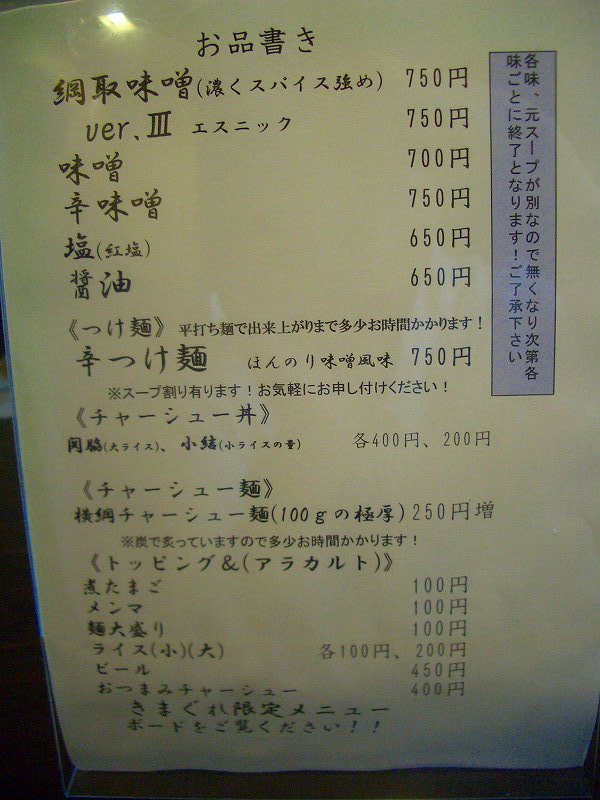 お品書き
綱取味噌(濃くスパイス強め) 750円
ver.Ⅲ エスニック 750円
味噌 700円
辛味噌 750円
塩(紅塩) 650円
醤油 650円
《つけ麺》 平打ち麺で出来上がりまで多少お時間かかります!
辛つけ麺 ほんのり味噌風味 750円
※スープ割り有ります!お気軽にお申し付けください!
《チャーシュー丼》
関脇(大ライス)、小結(小ライスの量) 各400円、200円
《チャーシュー麺》
横綱チャーシュー麺(100gの極厚) 250円増
※炭で炙っていますので多少お時間かかります!
《トッピング&(アラカルト)》
煮たまご 100円
メンマ 100円
麺大盛り 100円
ライス(小)(大) 各100円、200円
ビール 450円
おつまみチャーシュー 400円
きまぐれ限定メニュー
ボードをご覧ください!!
各味、元スープが別なので無くなり次第各
味ごとに終了となります!ご了承下さい